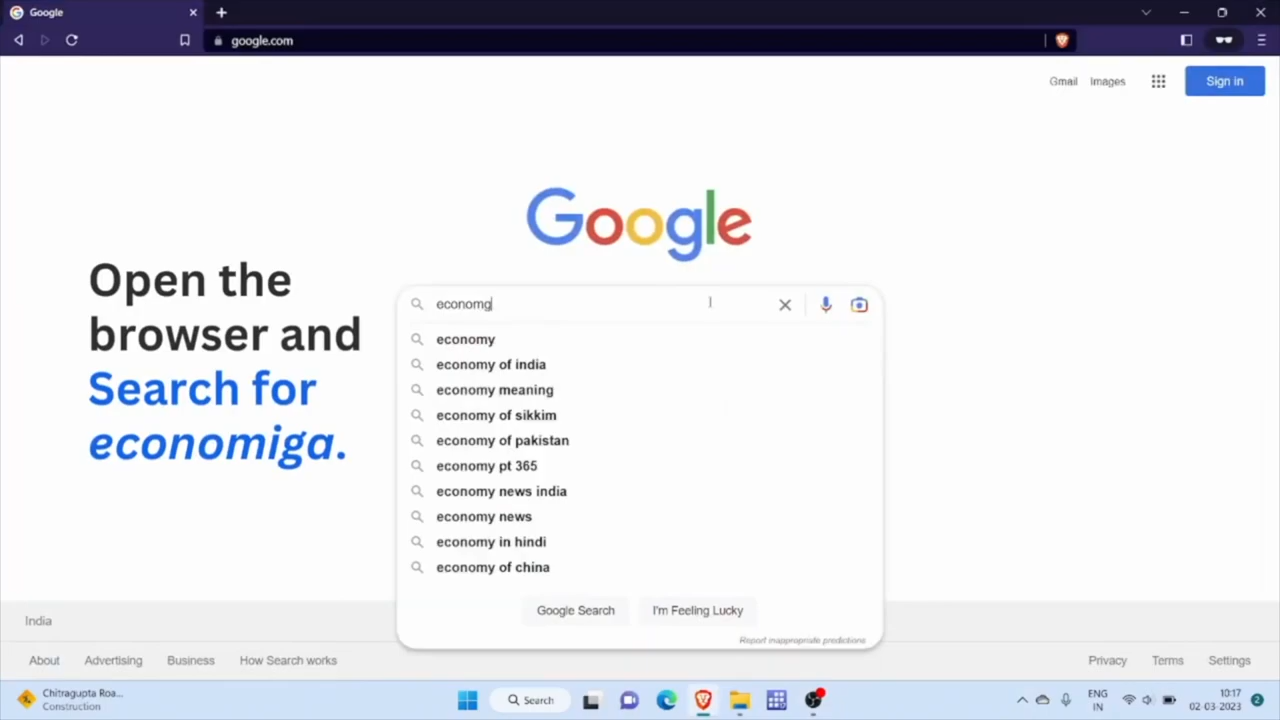 Google
google.com
Gmail Images Sign in
Google
Open the
browser and
Search for
economiga.
economg
economy
economy of india
economy meaning
economy of sikkim
economy of pakistan
economy pt 365
economy news india
economy news
economy in hindi
economy of china
Google Search I'm Feeling Lucky
Report inappropriate predictions
India
About Advertising Business How Search works Privacy Terms Settings
Chitragupta Roa...
Construction
Search
ENG
IN
10:17
02-03-2023
2